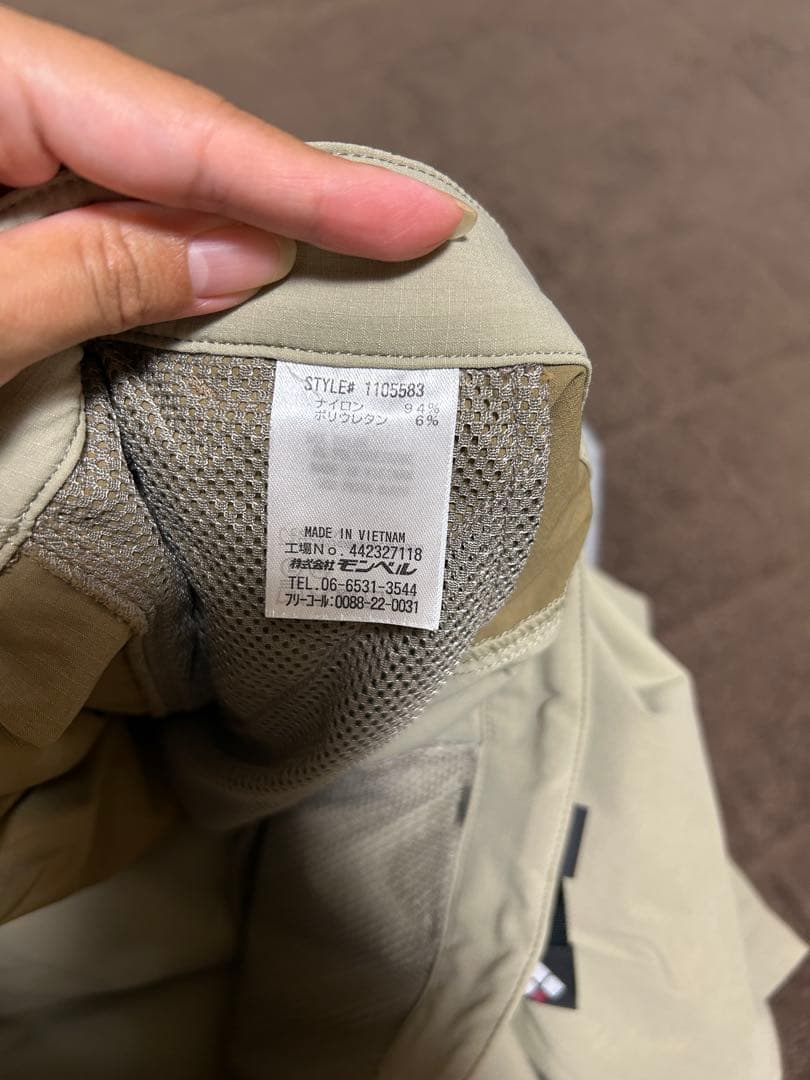 STYLE# 1105583
ナイロン 94%
ポリウレタン 6%
MADE IN VIETNAM
工場No. 442327118
株式会社モンベル
TEL.06-6531-3544
フリーコール:0088-22-0031